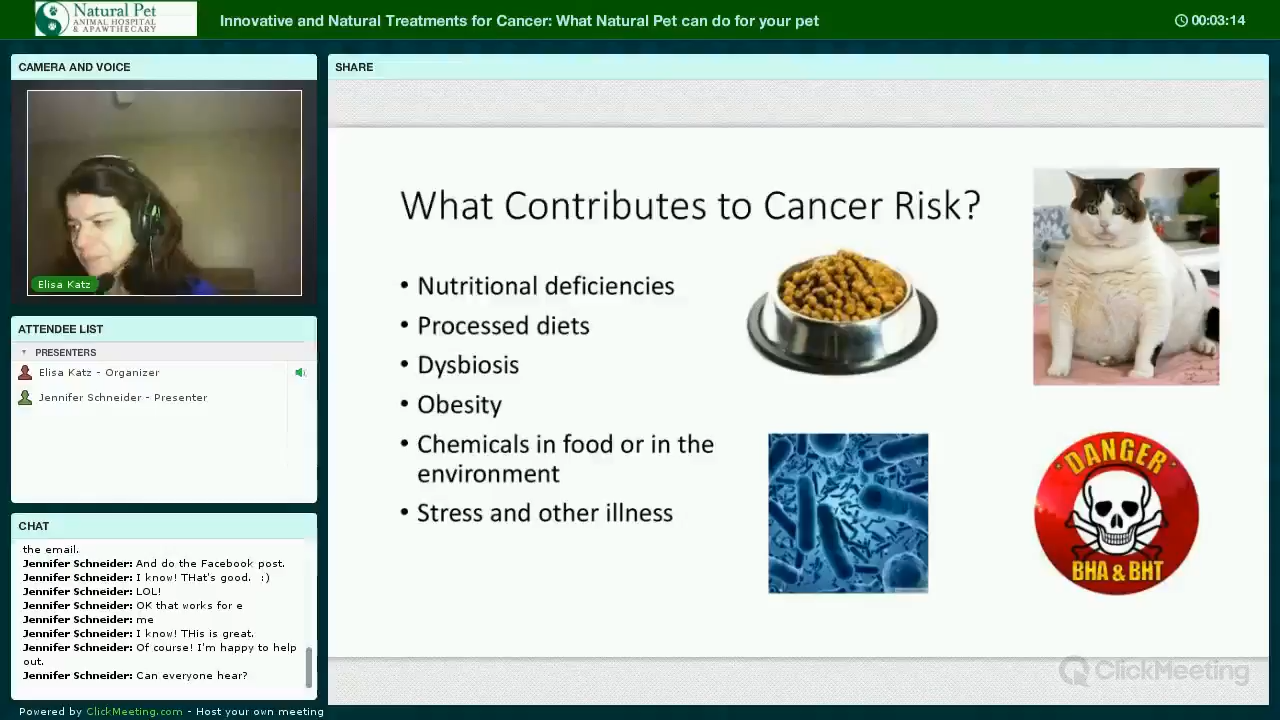 Natural Pet
ANIMAL HOSPITAL
& APAWTHECARY
Innovative and Natural Treatments for Cancer: What Natural Pet can do for your pet
00:03:14
CAMERA AND VOICE
Elisa Katz
ATTENDEE LIST
PRESENTERS
Elisa Katz - Organizer
Jennifer Schneider - Presenter
CHAT
the email.
Jennifer Schneider: And do the Facebook post.
Jennifer Schneider: I know! THat's good. :)
Jennifer Schneider: LOL!
Jennifer Schneider: OK that works for e
Jennifer Schneider: me
Jennifer Schneider: I know! THis is great.
Jennifer Schneider: Of course! I'm happy to help
out.
Jennifer Schneider: Can everyone hear?
SHARE
What Contributes to Cancer Risk?
• Nutritional deficiencies
• Processed diets
• Dysbiosis
• Obesity
• Chemicals in food or in the
environment
• Stress and other illness
DANGER
BHA & BHT
ClickMeeting
Powered by ClickMeeting.com - Host your own meeting